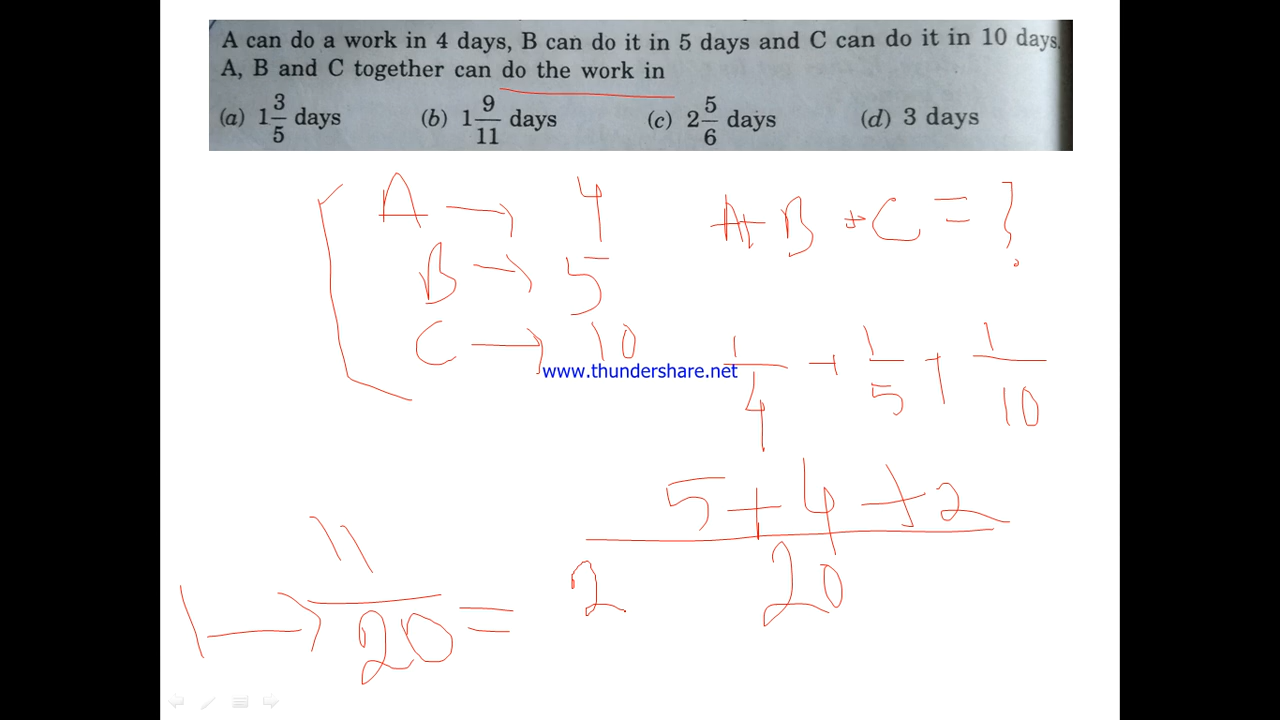 A can do a work in 4 days, B can do it in 5 days and C can do it in 10 days.
A, B and C together can do the work in
(a) 1 3/5 days (b) 1 9/11 days (c) 2 5/6 days (d) 3 days
A → 4
B → 5
C → 10
A+B+C = ?
www.thundershare.net
1/4 + 1/5 + 1/10
5+4+2
20
2
1 → 11/20 =